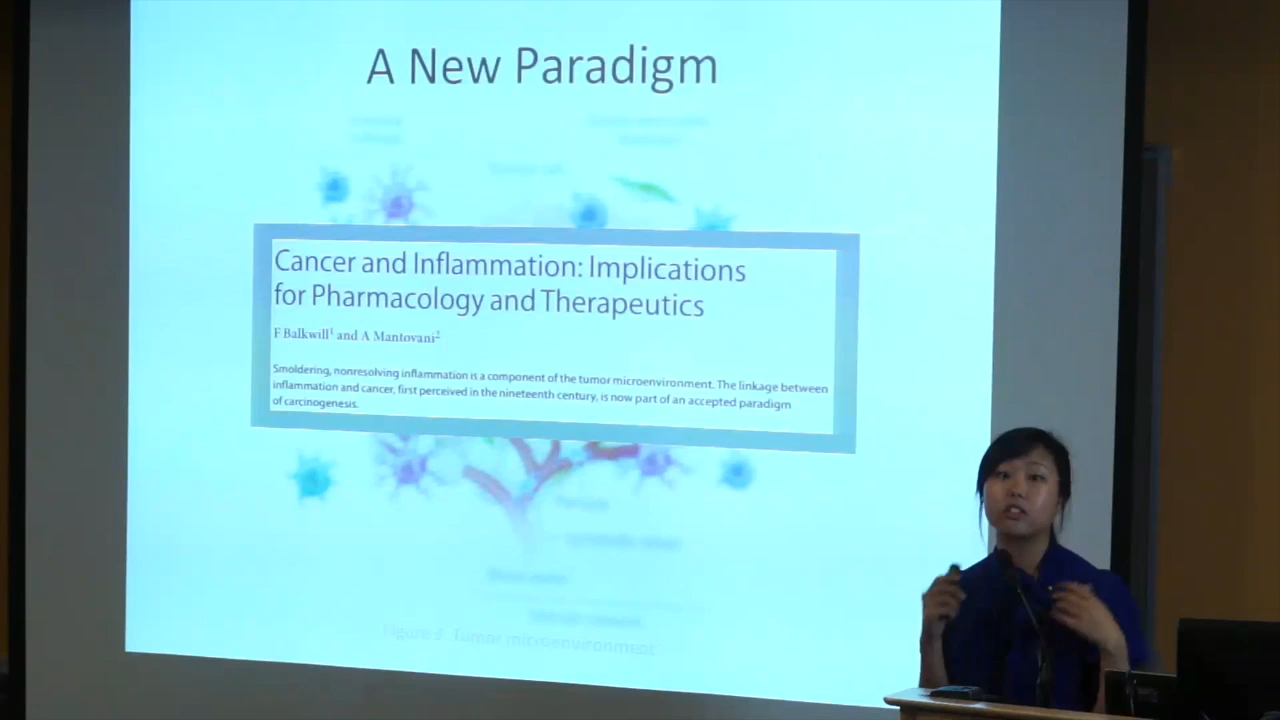 A New Paradigm
Cancer and Inflammation: Implications
for Pharmacology and Therapeutics
F Balkwill¹ and A Mantovani²
Smoldering, nonresolving inflammation is a component of the tumor microenvironment. The linkage between
inflammation and cancer, first perceived in the nineteenth century, is now part of an accepted paradigm
of carcinogenesis.
Tumor microenvironment